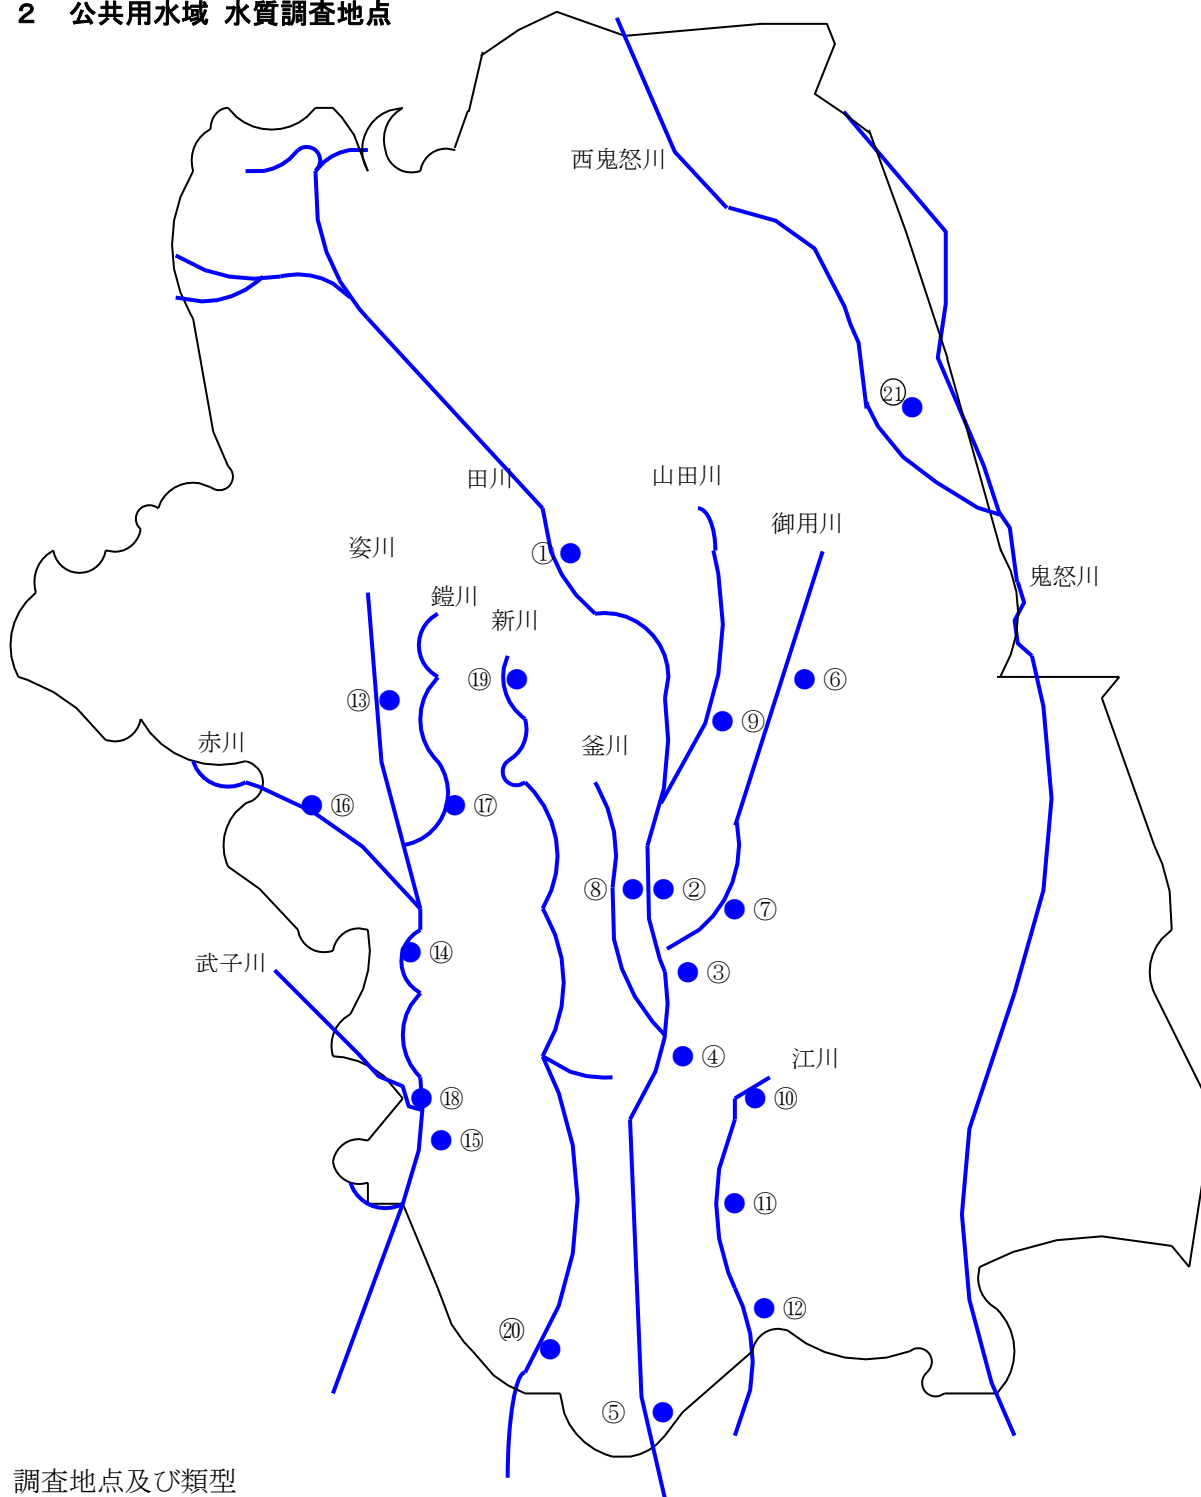 ２　公共用水域 水質調査地点
西鬼怒川
㉑
田川
山田川
御用川
姿川
①
鬼怒川
鎧川
新川
⑲
⑥
⑬
⑨
赤川
釜川
⑯
⑰
⑧
②
⑦
⑭
武子川
③
④
江川
⑱
⑩
⑮
⑪
⑫
⑳
⑤
調査地点及び類型